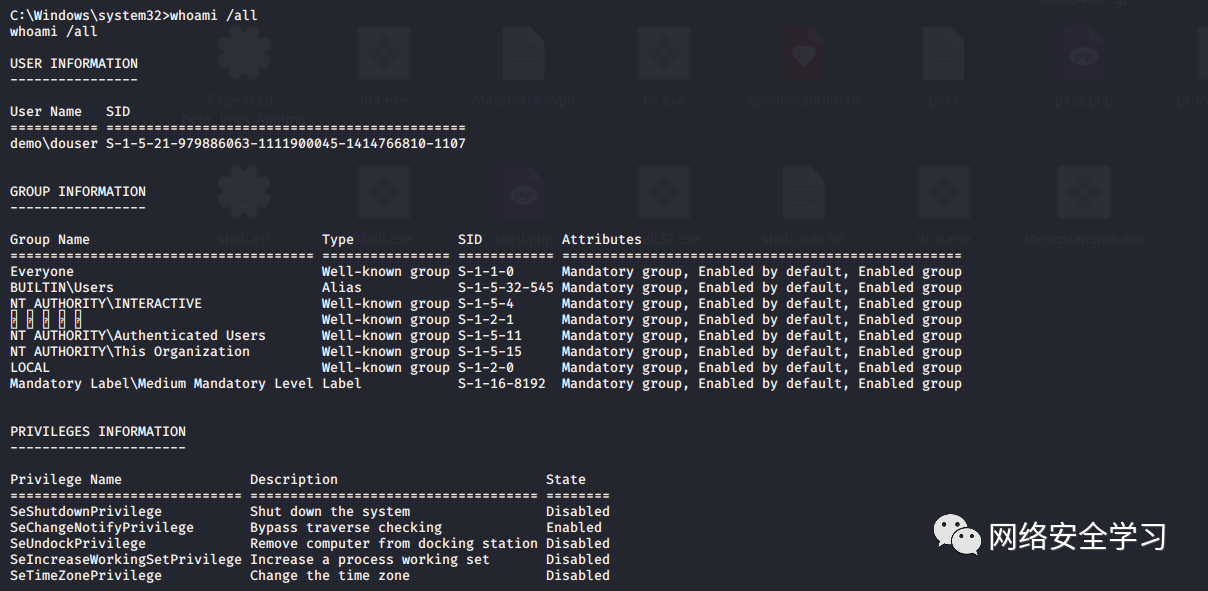 C:\Windows\system32>whoami /all
whoami /all
USER INFORMATION
----------------
User Name   SID
=========== =============================================
demo\douser S-1-5-21-979886063-1111900045-1414766810-1107
GROUP INFORMATION
-----------------
Group Name                             Type             SID          Attributes
====================================== ================ ============ ==================================================
Everyone                               Well-known group S-1-1-0      Mandatory group, Enabled by default, Enabled group
BUILTIN\Users                          Alias            S-1-5-32-545 Mandatory group, Enabled by default, Enabled group
NT AUTHORITY\INTERACTIVE               Well-known group S-1-5-4      Mandatory group, Enabled by default, Enabled group
Well-known group S-1-2-1      Mandatory group, Enabled by default, Enabled group
NT AUTHORITY\Authenticated Users       Well-known group S-1-5-11     Mandatory group, Enabled by default, Enabled group
NT AUTHORITY\This Organization         Well-known group S-1-5-15     Mandatory group, Enabled by default, Enabled group
LOCAL                                  Well-known group S-1-2-0      Mandatory group, Enabled by default, Enabled group
Mandatory Label\Medium Mandatory Level Label            S-1-16-8192  Mandatory group, Enabled by default, Enabled group
PRIVILEGES INFORMATION
----------------------
Privilege Name                Description                          State
============================= ==================================== ========
SeShutdownPrivilege           Shut down the system                 Disabled
SeChangeNotifyPrivilege       Bypass traverse checking             Enabled
SeUndockPrivilege             Remove computer from docking station Disabled
SeIncreaseWorkingSetPrivilege Increase a process working set       Disabled
SeTimeZonePrivilege           Change the time zone                 Disabled
网络安全学习